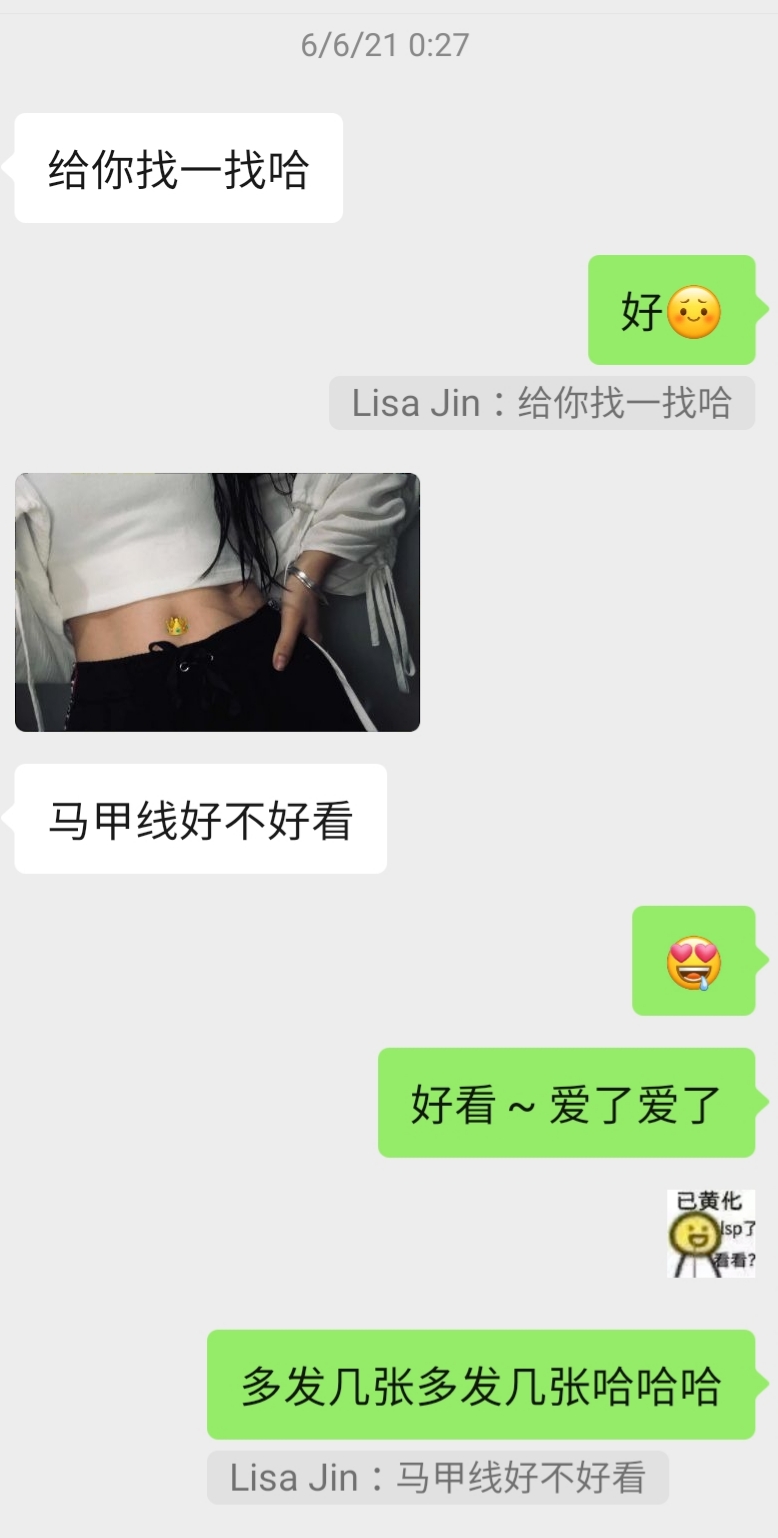 6/6/21 0:27
给你找一找哈
好
Lisa Jin：给你找一找哈
马甲线好不好看
好看～爱了爱了
已黄化
lsp了
看看?
多发几张多发几张哈哈哈
Lisa Jin：马甲线好不好看